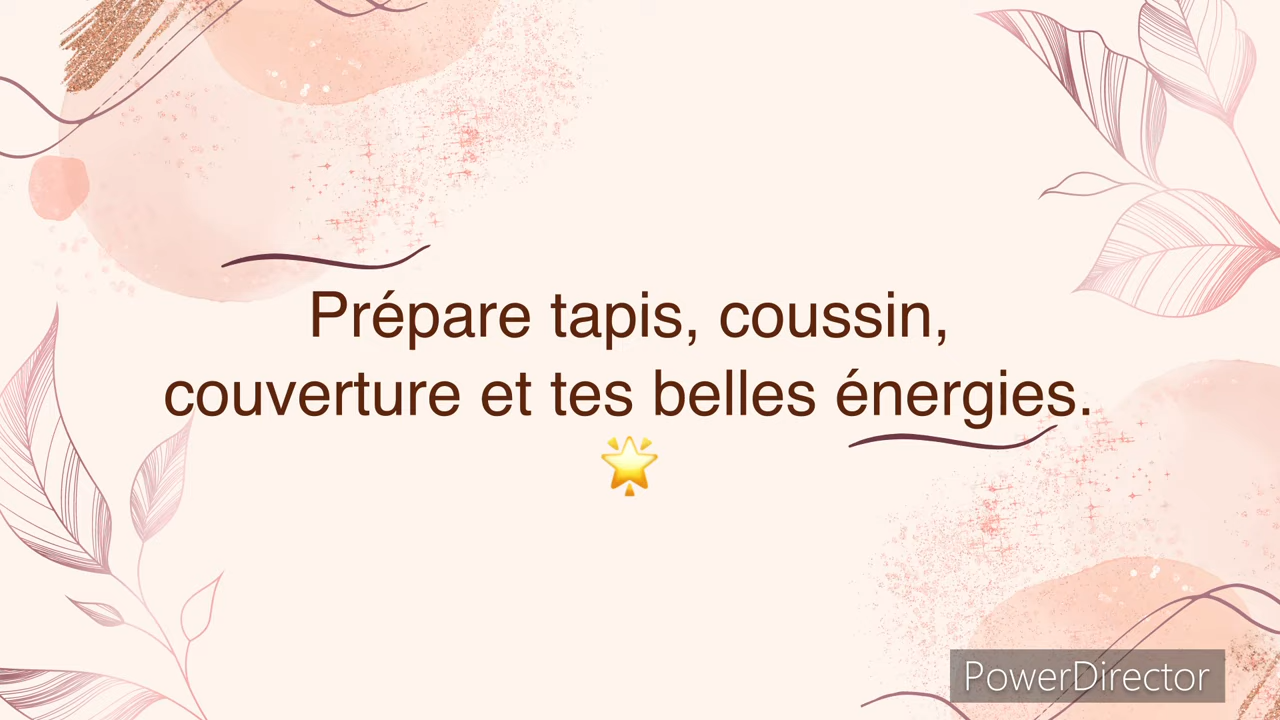 Prépare tapis, coussin,
couverture et tes belles énergies.
🌟
PowerDirector